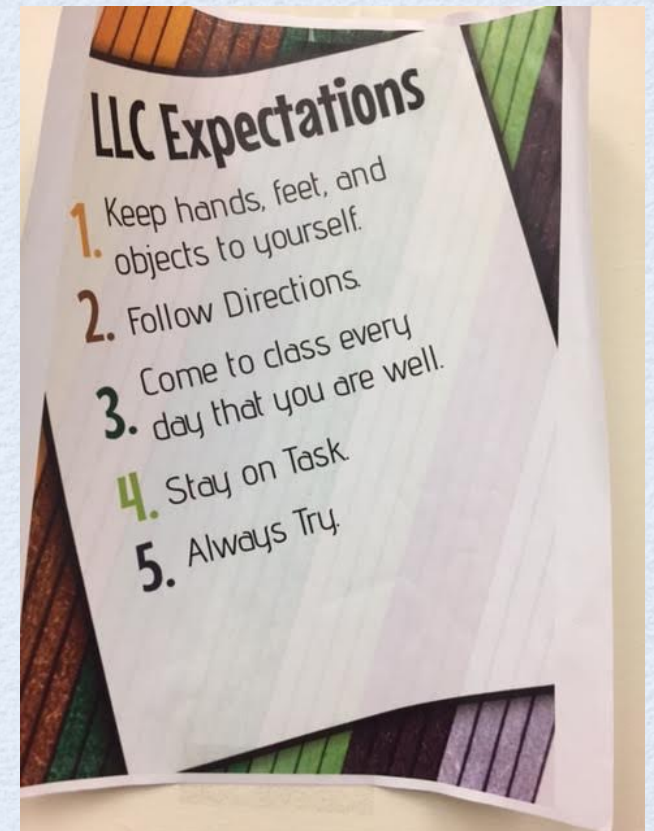 LLC Expectations
1. Keep hands, feet, and
objects to yourself.
2. Follow Directions.
3. Come to class every
day that you are well.
4. Stay on Task.
5. Always Try.